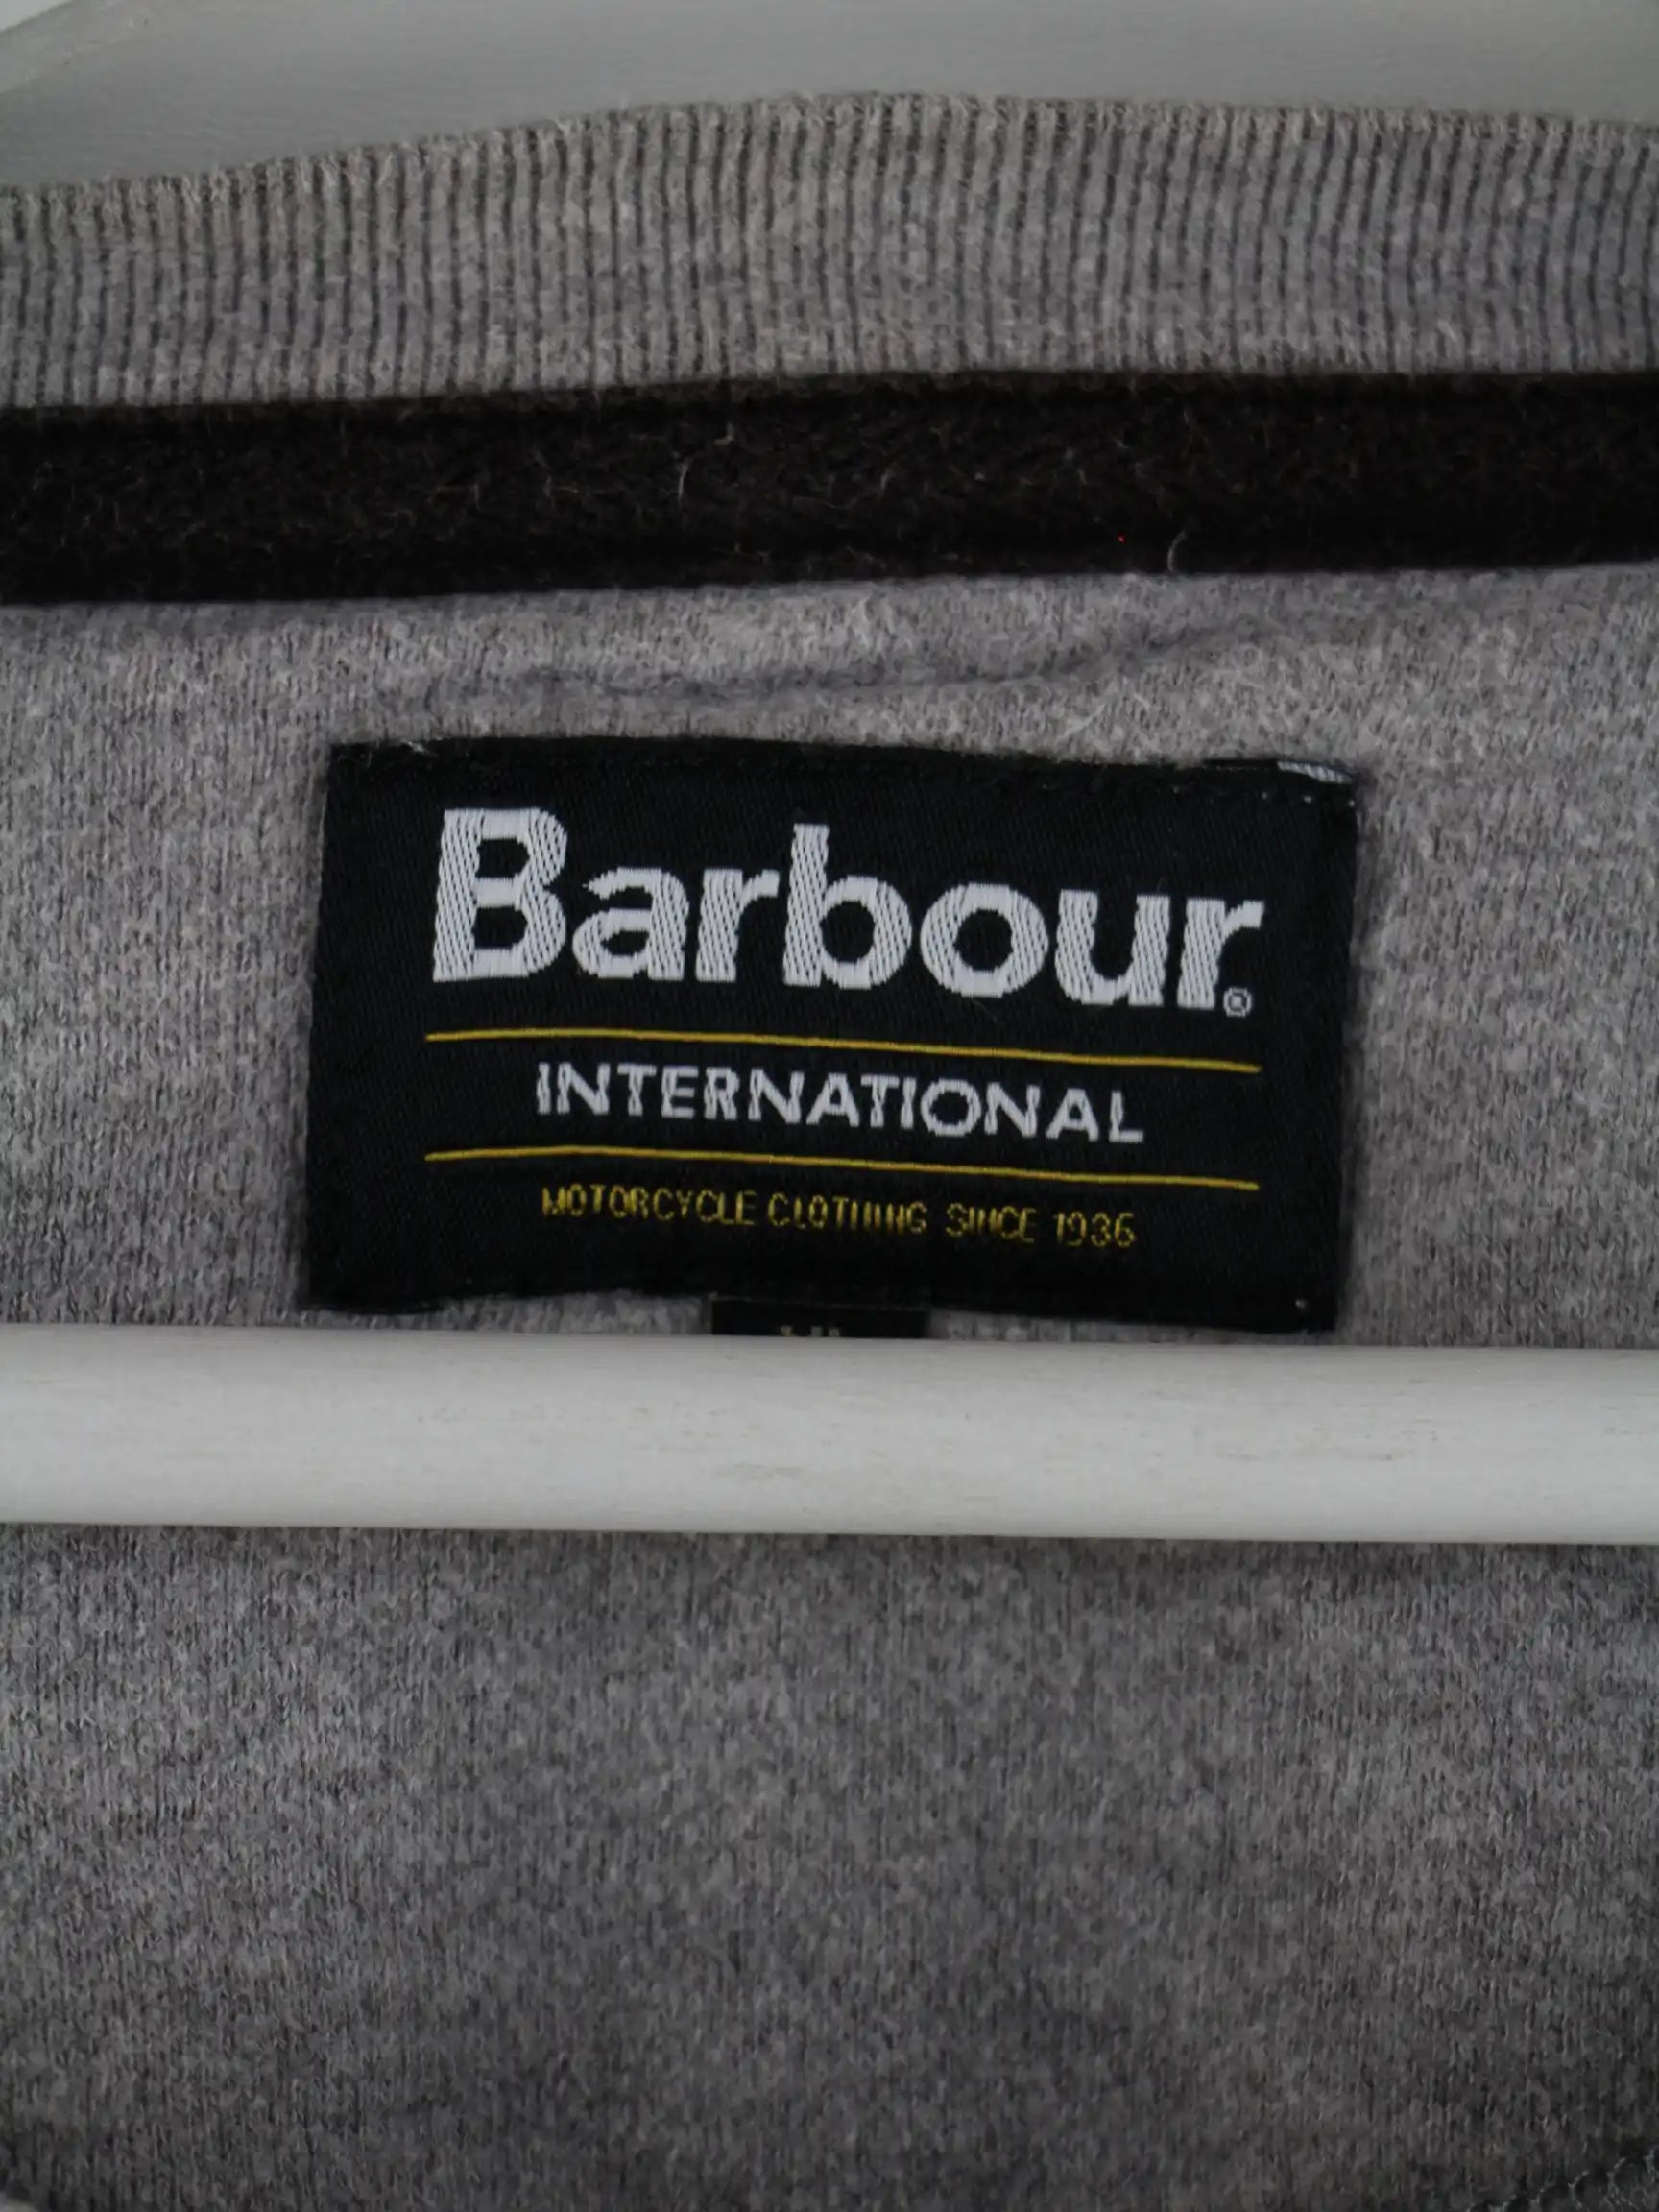 Barbour®
INTERNATIONAL
MOTORCYCLE CLOTHING SINCE 1936